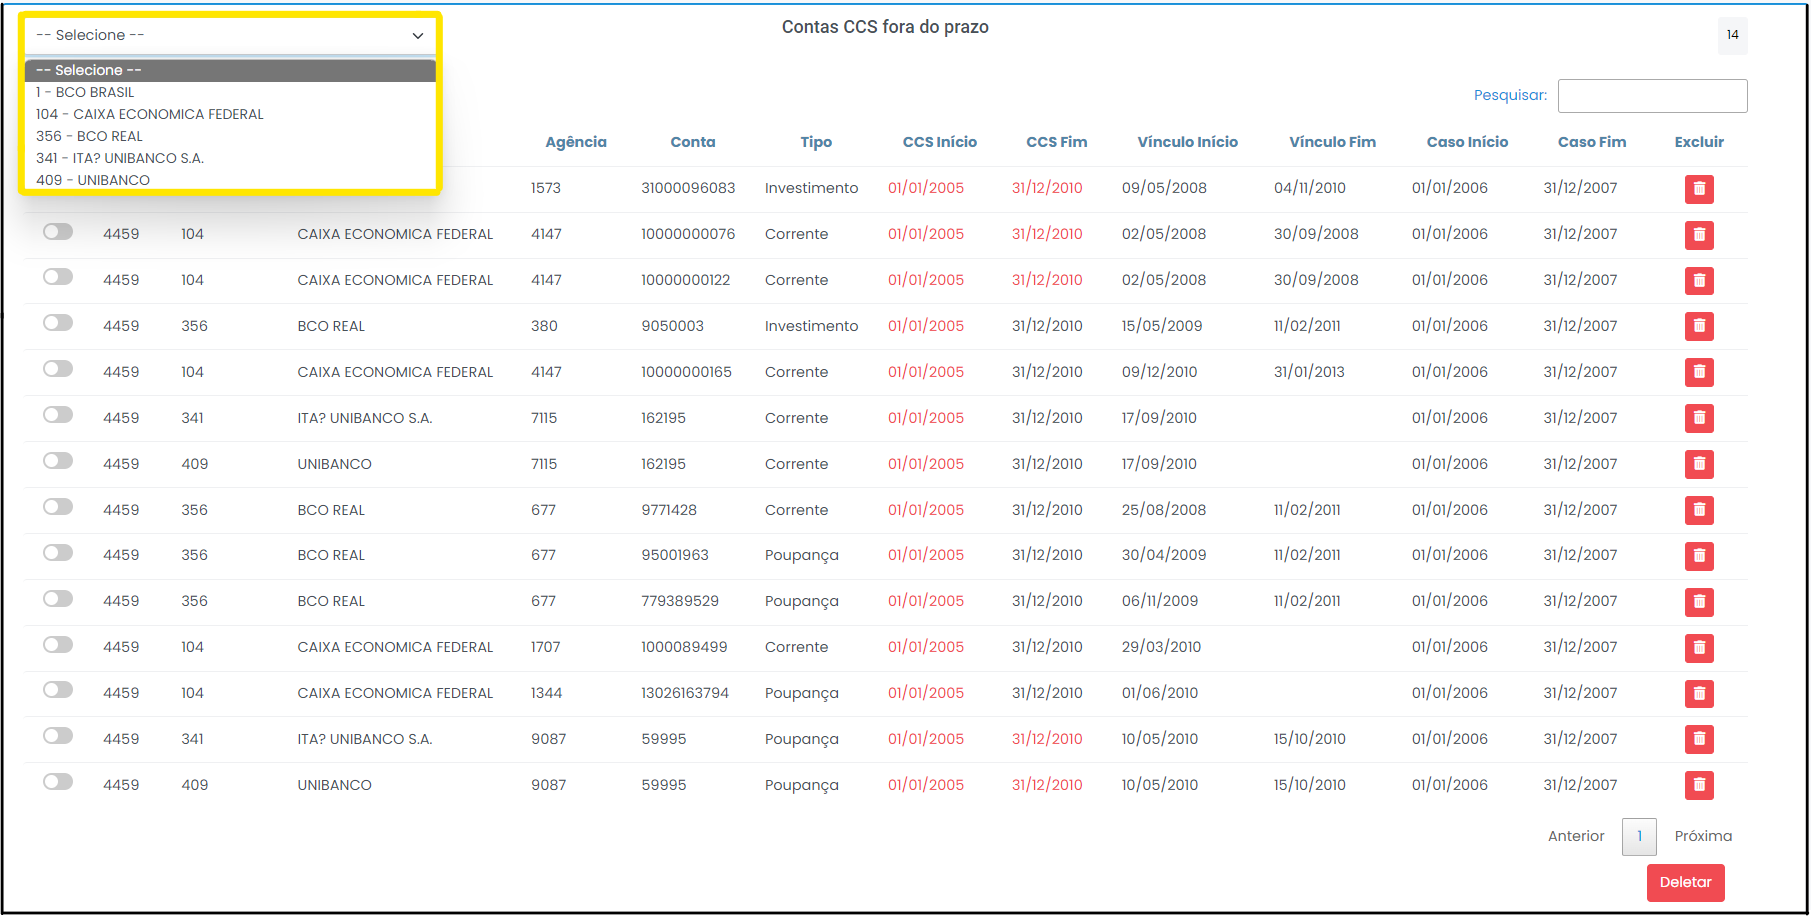 -- Selecione --
Contas CCS fora do prazo
14
-- Selecione --
1 - BCO BRASIL
104 - CAIXA ECONOMICA FEDERAL
356 - BCO REAL
341 - ITA? UNIBANCO S.A.
409 - UNIBANCO
Pesquisar:
Agência Conta Tipo CCS Início CCS Fim Vínculo Início Vínculo Fim Caso Início Caso Fim Excluir
1573 31000096083 Investimento 01/01/2005 31/12/2010 09/05/2008 04/11/2010 01/01/2006 31/12/2007
4459 104 CAIXA ECONOMICA FEDERAL 4147 10000000076 Corrente 01/01/2005 31/12/2010 02/05/2008 30/09/2008 01/01/2006 31/12/2007
4459 104 CAIXA ECONOMICA FEDERAL 4147 10000000122 Corrente 01/01/2005 31/12/2010 02/05/2008 30/09/2008 01/01/2006 31/12/2007
4459 356 BCO REAL 380 9050003 Investimento 01/01/2005 31/12/2010 15/05/2009 11/02/2011 01/01/2006 31/12/2007
4459 104 CAIXA ECONOMICA FEDERAL 4147 10000000165 Corrente 01/01/2005 31/12/2010 09/12/2010 31/01/2013 01/01/2006 31/12/2007
4459 341 ITA? UNIBANCO S.A. 7115 162195 Corrente 01/01/2005 31/12/2010 17/09/2010 01/01/2006 31/12/2007
4459 409 UNIBANCO 7115 162195 Corrente 01/01/2005 31/12/2010 17/09/2010 01/01/2006 31/12/2007
4459 356 BCO REAL 677 9771428 Corrente 01/01/2005 31/12/2010 25/08/2008 11/02/2011 01/01/2006 31/12/2007
4459 356 BCO REAL 677 95001963 Poupança 01/01/2005 31/12/2010 30/04/2009 11/02/2011 01/01/2006 31/12/2007
4459 356 BCO REAL 677 779389529 Poupança 01/01/2005 31/12/2010 06/11/2009 11/02/2011 01/01/2006 31/12/2007
4459 104 CAIXA ECONOMICA FEDERAL 1707 1000089499 Corrente 01/01/2005 31/12/2010 29/03/2010 01/01/2006 31/12/2007
4459 104 CAIXA ECONOMICA FEDERAL 1344 13026163794 Poupança 01/01/2005 31/12/2010 01/06/2010 01/01/2006 31/12/2007
4459 341 ITA? UNIBANCO S.A. 9087 59995 Poupança 01/01/2005 31/12/2010 10/05/2010 15/10/2010 01/01/2006 31/12/2007
4459 409 UNIBANCO 9087 59995 Poupança 01/01/2005 31/12/2010 10/05/2010 15/10/2010 01/01/2006 31/12/2007
Anterior 1 Próxima
Deletar